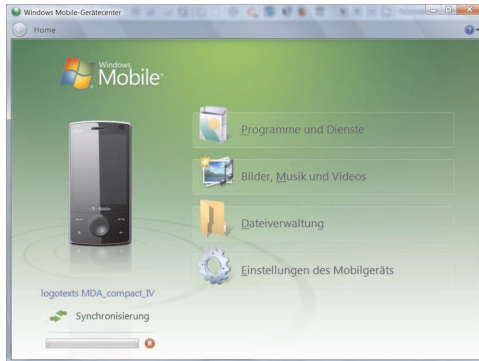 Windows Mobile-Gerätecenter
Home
Windows
Mobile
Programme und Dienste
Bilder, Musik und Videos
Dateiverwaltung
Einstellungen des Mobilgeräts
logotexts MDA_compact_IV
Synchronisierung